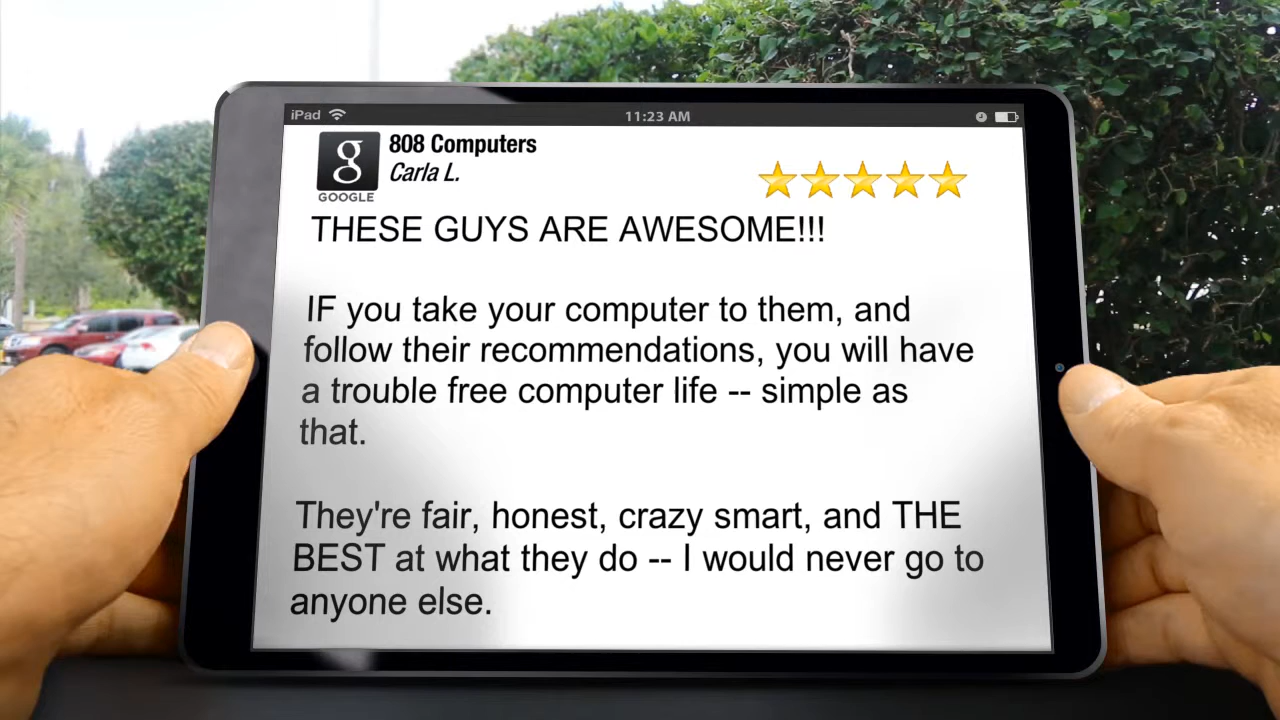 iPad 11:23 AM
g 808 Computers
Carla L.
GOOGLE
THESE GUYS ARE AWESOME!!!
IF you take your computer to them, and
follow their recommendations, you will have
a trouble free computer life -- simple as
that.
They're fair, honest, crazy smart, and THE
BEST at what they do -- I would never go to
anyone else.